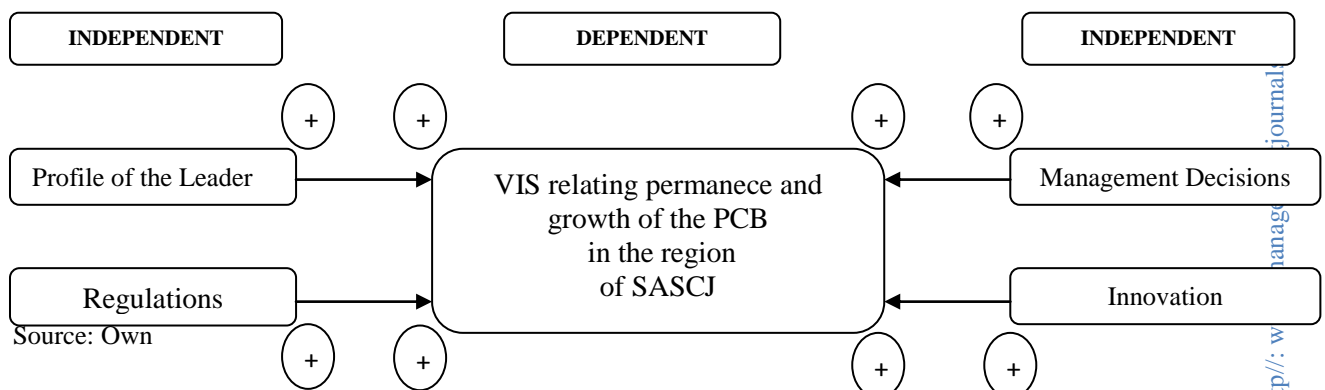 INDEPENDENT DEPENDENT INDEPENDENT
+ + + +
Profile of the Leader
VIS relating permanece and
growth of the PCB
in the region
of SASCJ
Management Decisions
Regulations
Innovation
Source: Own
+ + + +